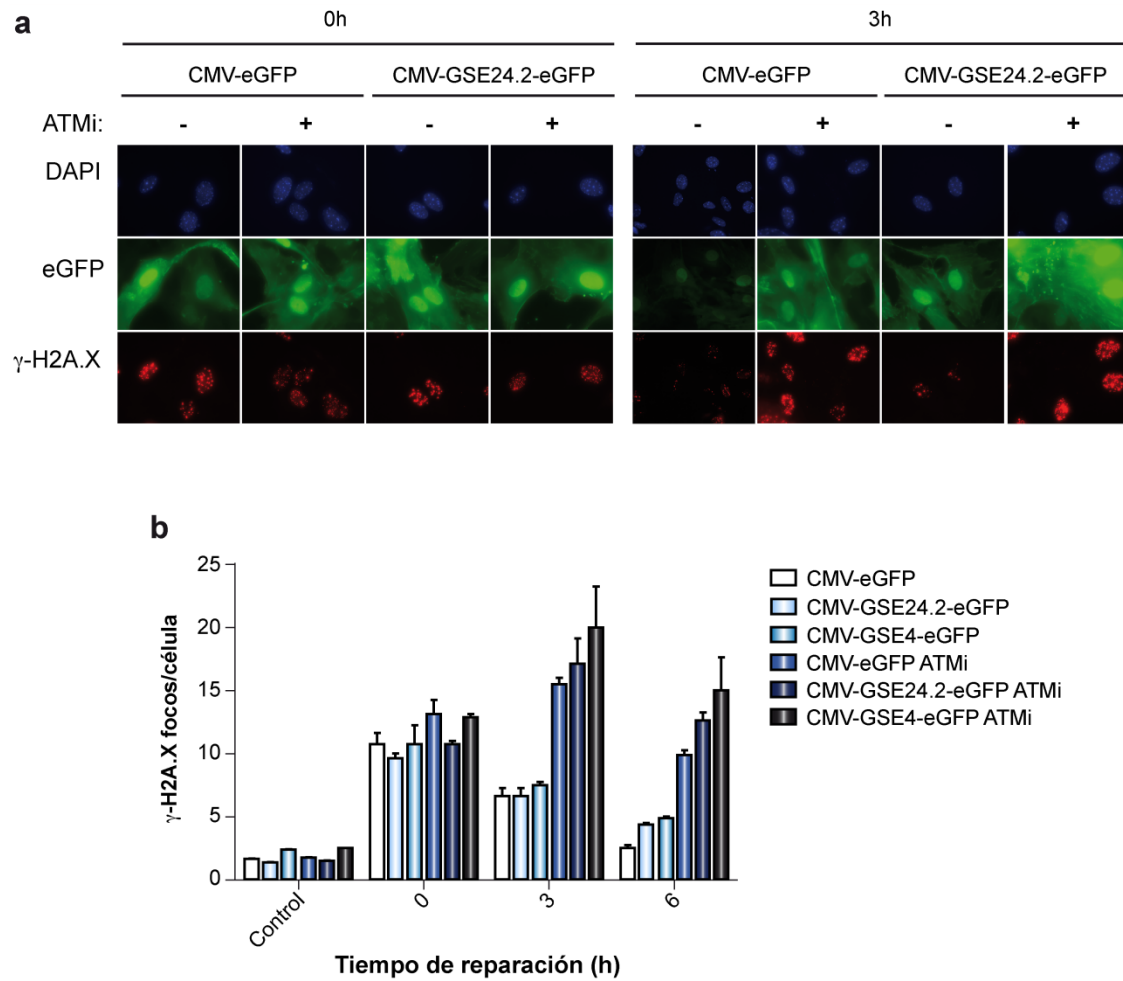 a
0h 3h
CMV-eGFP CMV-GSE24.2-eGFP CMV-eGFP CMV-GSE24.2-eGFP
ATMi: - + - + - + - +
DAPI
eGFP
γ-H2A.X
b
γ-H2A.X focos/célula
25
20
15
10
5
0
Control 0 3 6
Tiempo de reparación (h)
CMV-eGFP
CMV-GSE24.2-eGFP
CMV-GSE4-eGFP
CMV-eGFP ATMi
CMV-GSE24.2-eGFP ATMi
CMV-GSE4-eGFP ATMi